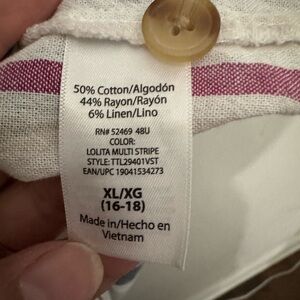 50% Cotton/Algodón
44% Rayon/Rayón
6% Linen/Lino
RN# 52469 48U
COLOR:
LOLITA MULTI STRIPE
STYLE: TTL29401VST
EAN/UPC 19041534273
XL/XG
(16-18)
Made in/Hecho en
Vietnam